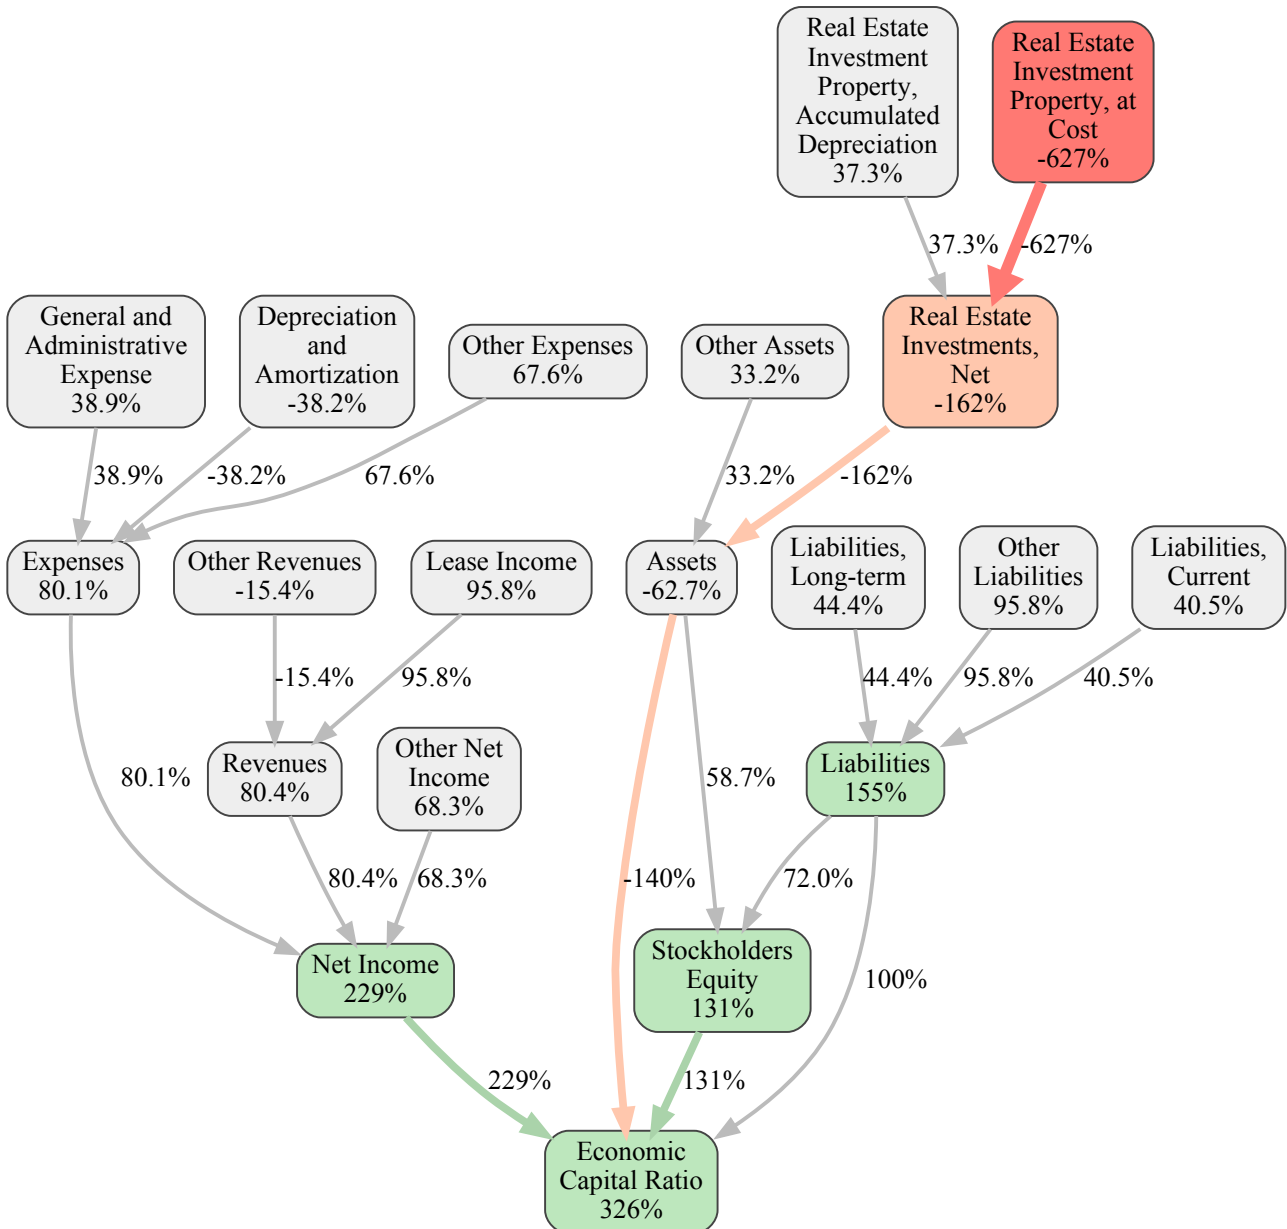 Real Estate
Investment
Property,
Accumulated
Depreciation
37.3%
Real Estate
Investment
Property, at
Cost
-627%
37.3%
-627%
General and
Administrative
Expense
38.9%
Depreciation
and
Amortization
-38.2%
Other Expenses
67.6%
Other Assets
33.2%
Real Estate
Investments,
Net
-162%
38.9%
-38.2%
67.6%
33.2%
-162%
Expenses
80.1%
Other Revenues
-15.4%
Lease Income
95.8%
Assets
-62.7%
Liabilities,
Long-term
44.4%
Other
Liabilities
95.8%
Liabilities,
Current
40.5%
-15.4%
95.8%
44.4%
95.8%
40.5%
80.1%
Revenues
80.4%
Other Net
Income
68.3%
58.7%
Liabilities
155%
80.4%
68.3%
-140%
72.0%
Net Income
229%
Stockholders
Equity
131%
100%
229%
131%
Economic
Capital Ratio
326%